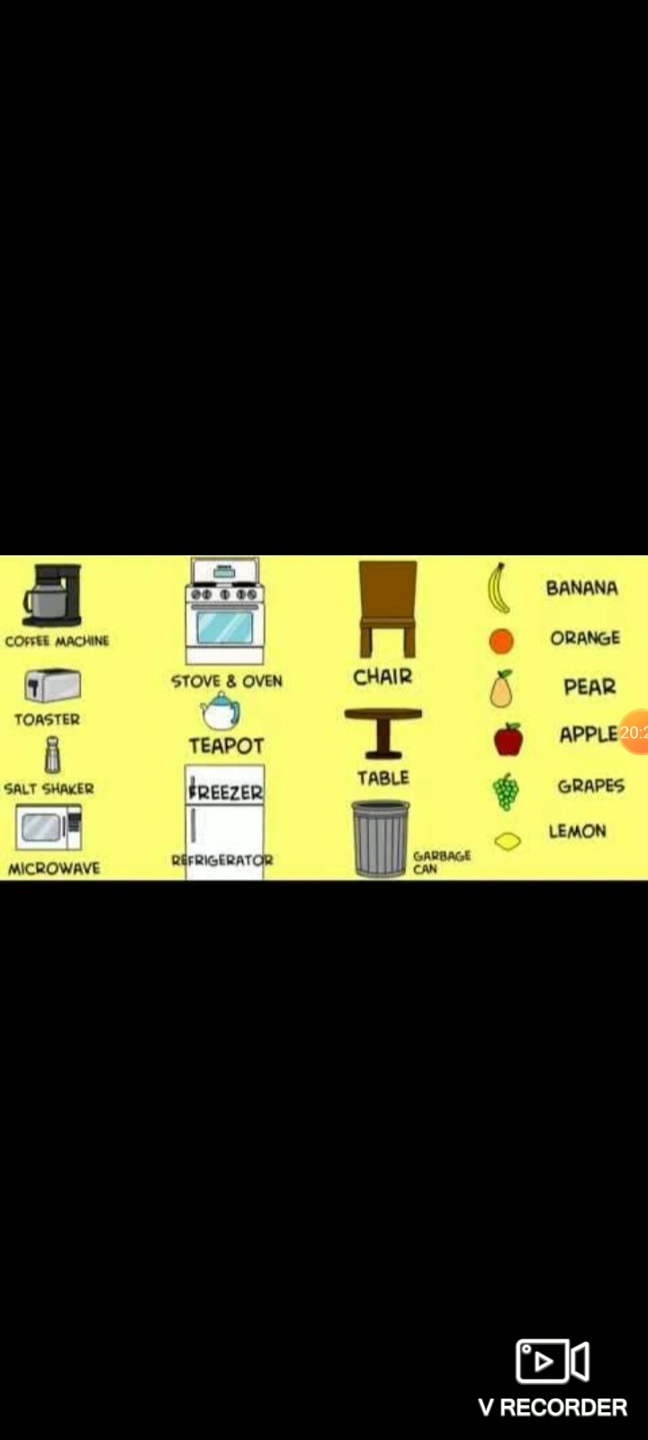 COFFEE MACHINE
TOASTER
SALT SHAKER
MICROWAVE
STOVE & OVEN
TEAPOT
FREEZER
REFRIGERATOR
CHAIR
TABLE
GARBAGE
CAN
BANANA
ORANGE
PEAR
APPLE
GRAPES
LEMON
V RECORDER